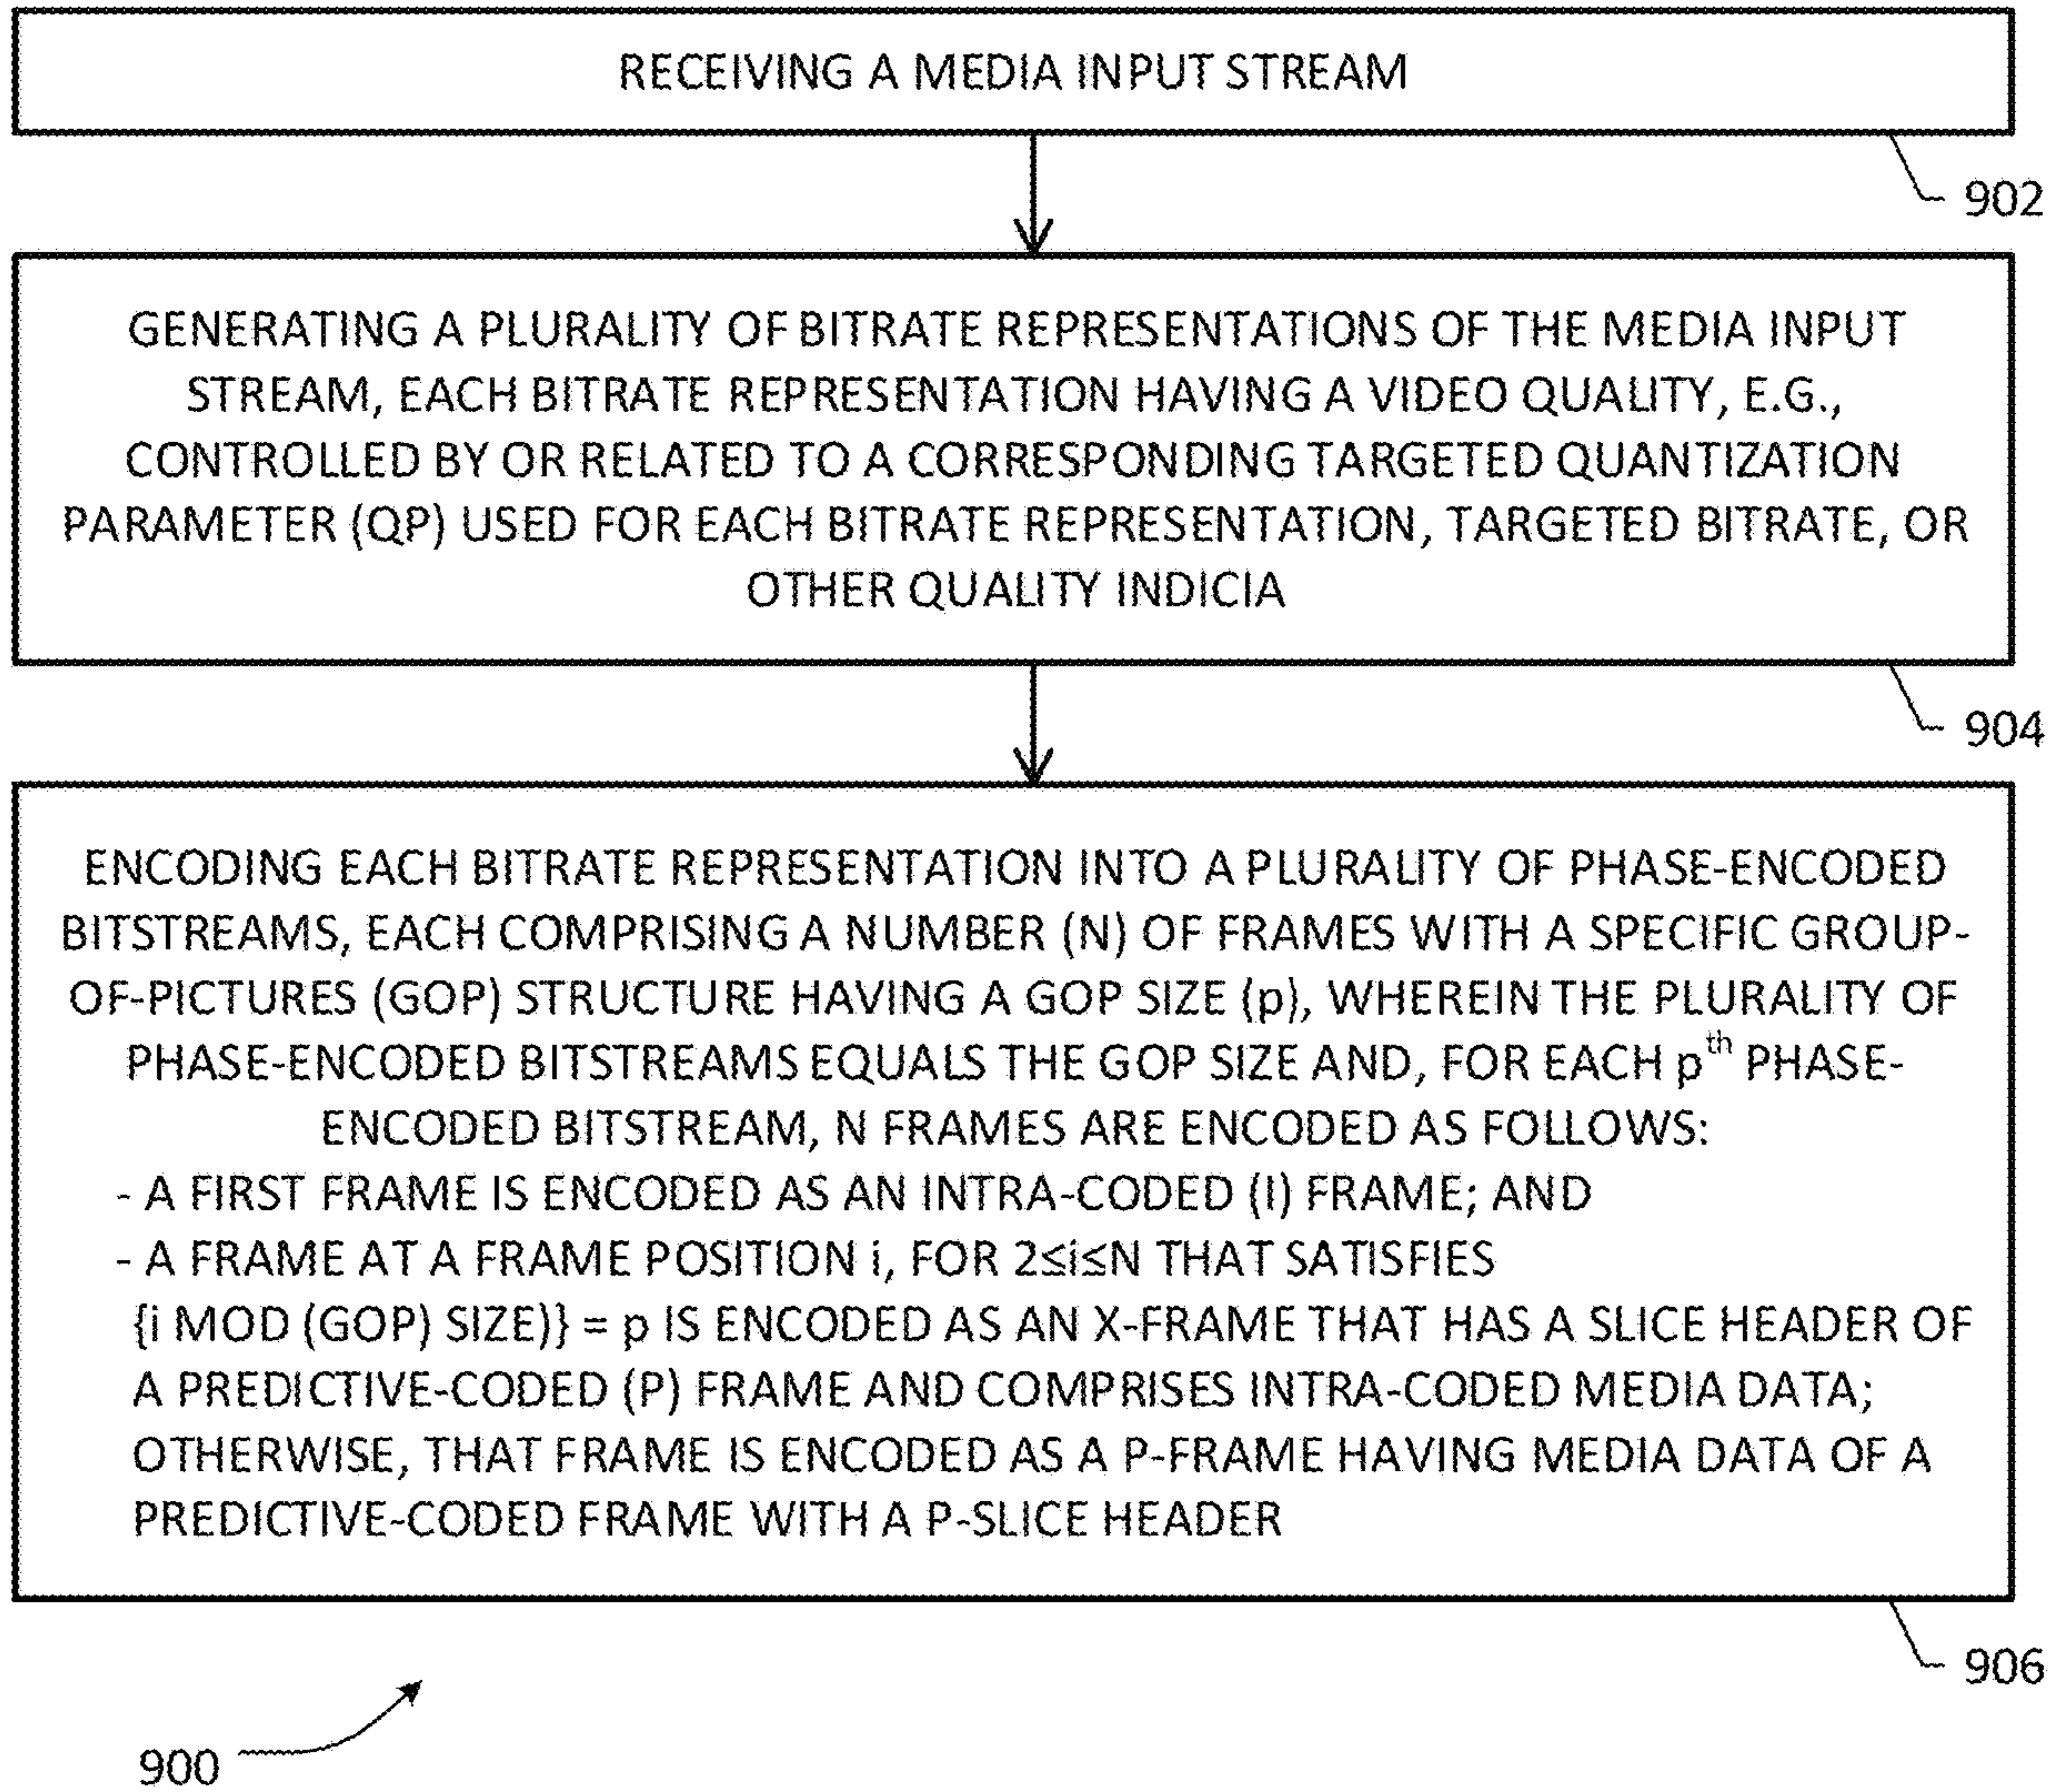 RECEIVING A MEDIA INPUT STREAM
902
GENERATING A PLURALITY OF BITRATE REPRESENTATIONS OF THE MEDIA INPUT
STREAM, EACH BITRATE REPRESENTATION HAVING A VIDEO QUALITY, E.G.,
CONTROLLED BY OR RELATED TO A CORRESPONDING TARGETED QUANTIZATION
PARAMETER (QP) USED FOR EACH BITRATE REPRESENTATION, TARGETED BITRATE, OR
OTHER QUALITY INDICIA
904
ENCODING EACH BITRATE REPRESENTATION INTO A PLURALITY OF PHASE-ENCODED
BITSTREAMS, EACH COMPRISING A NUMBER (N) OF FRAMES WITH A SPECIFIC GROUP-
OF-PICTURES (GOP) STRUCTURE HAVING A GOP SIZE (p), WHEREIN THE PLURALITY OF
PHASE-ENCODED BITSTREAMS EQUALS THE GOP SIZE AND, FOR EACH pth PHASE-
ENCODED BITSTREAM, N FRAMES ARE ENCODED AS FOLLOWS:
- A FIRST FRAME IS ENCODED AS AN INTRA-CODED (I) FRAME; AND
- A FRAME AT A FRAME POSITION i, FOR 2≤i≤N THAT SATISFIES
{i MOD (GOP) SIZE)} = p IS ENCODED AS AN X-FRAME THAT HAS A SLICE HEADER OF
A PREDICTIVE-CODED (P) FRAME AND COMPRISES INTRA-CODED MEDIA DATA;
OTHERWISE, THAT FRAME IS ENCODED AS A P-FRAME HAVING MEDIA DATA OF A
PREDICTIVE-CODED FRAME WITH A P-SLICE HEADER
906
900